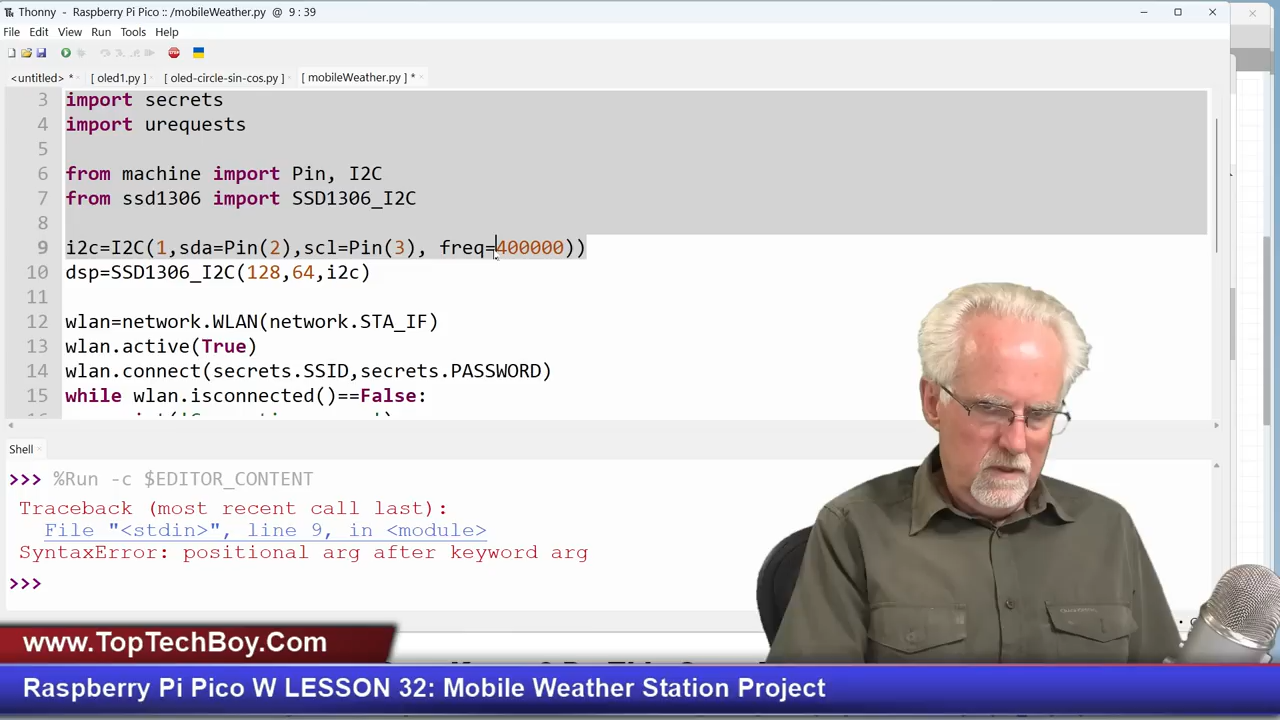 Thonny - Raspberry Pi Pico :: /mobileWeather.py @ 9 : 39
File Edit View Run Tools Help
<untitled> * [ oled1.py ] [ oled-circle-sin-cos.py ] [ mobileWeather.py ] *
3 import secrets
4 import urequests
5
6 from machine import Pin, I2C
7 from ssd1306 import SSD1306_I2C
8
9 i2c=I2C(1,sda=Pin(2),scl=Pin(3), freq=400000))
10 dsp=SSD1306_I2C(128,64,i2c)
11
12 wlan=network.WLAN(network.STA_IF)
13 wlan.active(True)
14 wlan.connect(secrets.SSID,secrets.PASSWORD)
15 while wlan.isconnected()==False:
Shell
>>> %Run -c $EDITOR_CONTENT
Traceback (most recent call last):
File "<stdin>", line 9, in <module>
SyntaxError: positional arg after keyword arg
>>>
www.TopTechBoy.Com
Raspberry Pi Pico W LESSON 32: Mobile Weather Station Project